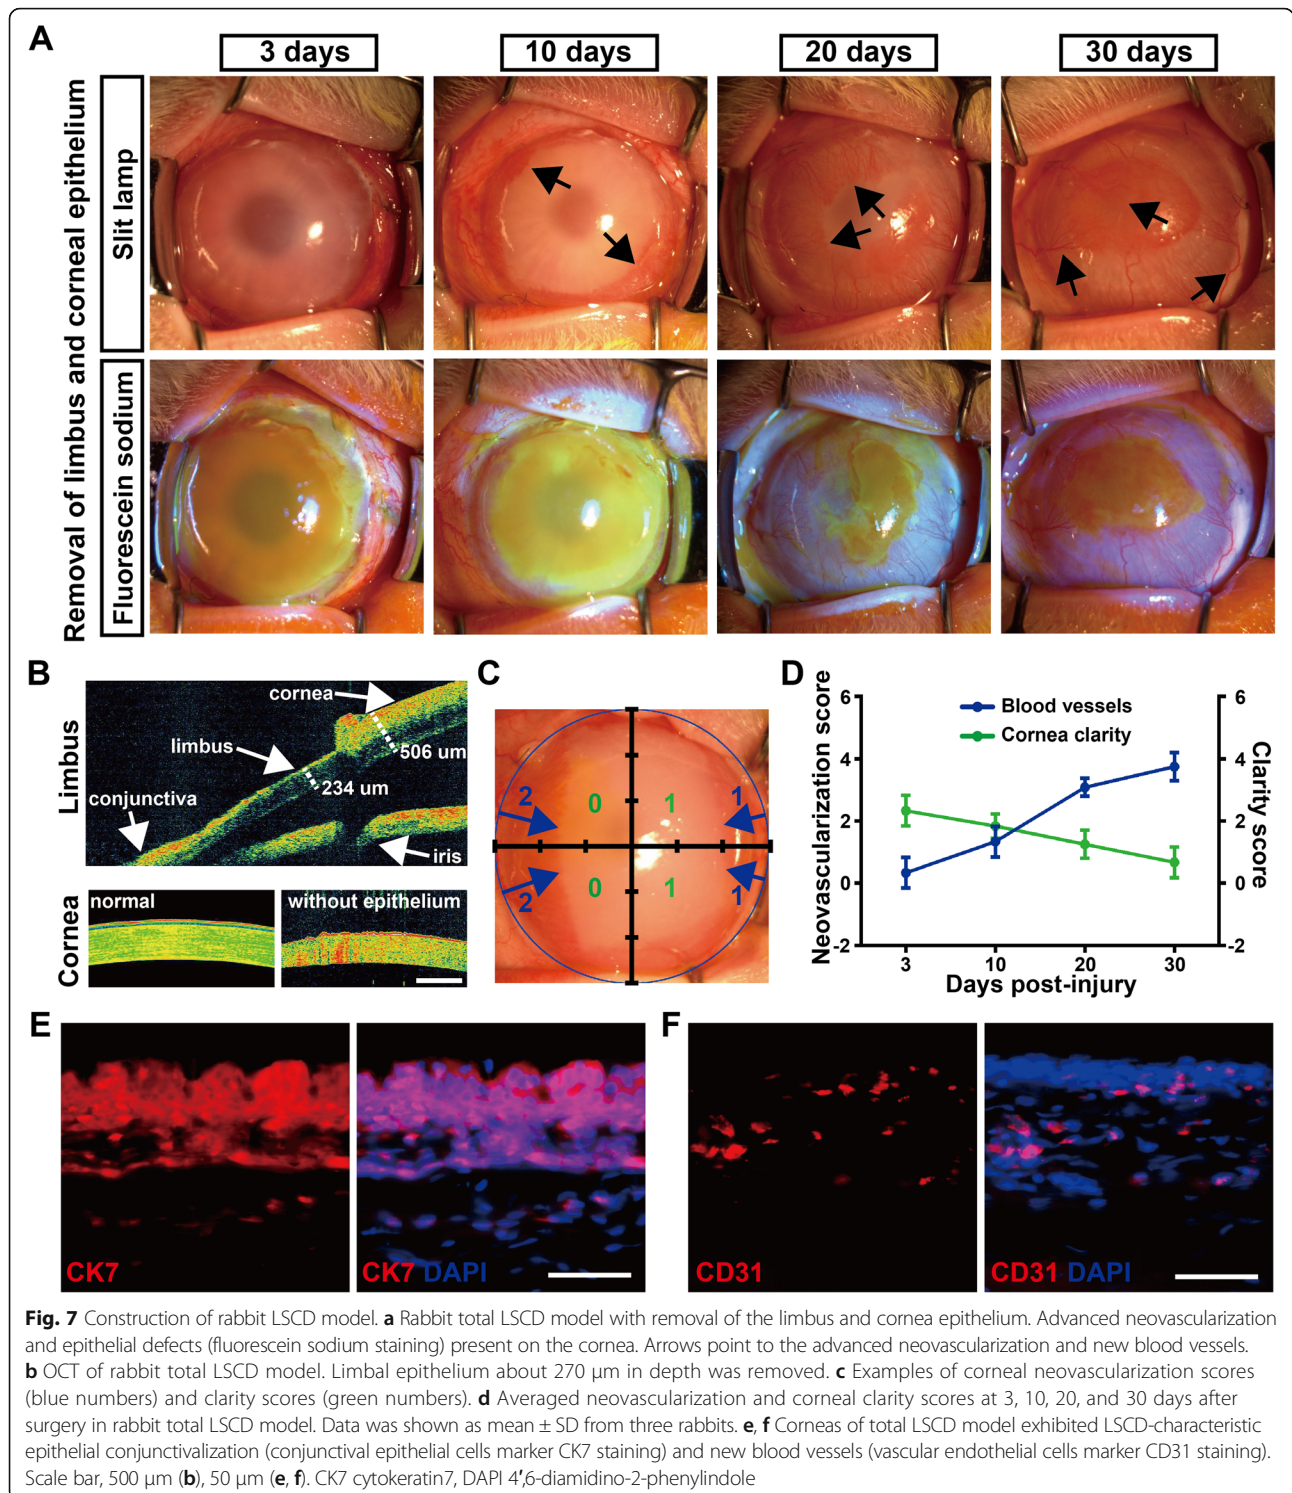 A
3 days
10 days
20 days
30 days
Removal of limbus and corneal epithelium
Slit lamp
Fluorescein sodium
B
Limbus
cornea
limbus
506 um
234 um
conjunctiva
iris
Cornea
normal
without epithelium
C
2
0
1
1
2
0
1
1
D
Neovascularization score
6
4
2
0
-2
Blood vessels
Cornea clarity
6
4
2
0
-2
Clarity score
3
10
20
30
Days post-injury
E
CK7
CK7 DAPI
F
CD31
CD31 DAPI
Fig. 7 Construction of rabbit LSCD model. a Rabbit total LSCD model with removal of the limbus and cornea epithelium. Advanced neovascularization
and epithelial defects (fluorescein sodium staining) present on the cornea. Arrows point to the advanced neovascularization and new blood vessels.
b OCT of rabbit total LSCD model. Limbal epithelium about 270 μm in depth was removed. c Examples of corneal neovascularization scores
(blue numbers) and clarity scores (green numbers). d Averaged neovascularization and corneal clarity scores at 3, 10, 20, and 30 days after
surgery in rabbit total LSCD model. Data was shown as mean ± SD from three rabbits. e, f Corneas of total LSCD model exhibited LSCD-characteristic
epithelial conjunctivalization (conjunctival epithelial cells marker CK7 staining) and new blood vessels (vascular endothelial cells marker CD31 staining).
Scale bar, 500 μm (b), 50 μm (e, f). CK7 cytokeratin7, DAPI 4′,6-diamidino-2-phenylindole